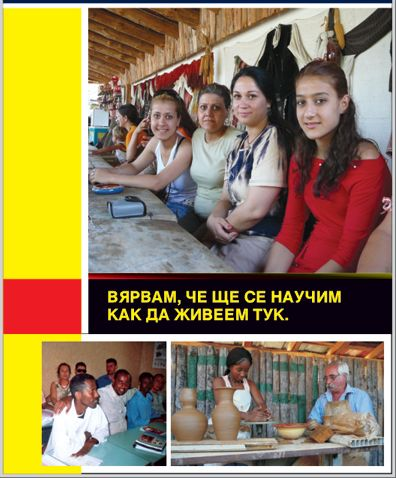 ВЯРВАМ, ЧЕ ЩЕ СЕ НАУЧИМ
КАК ДА ЖИВЕЕМ ТУК.